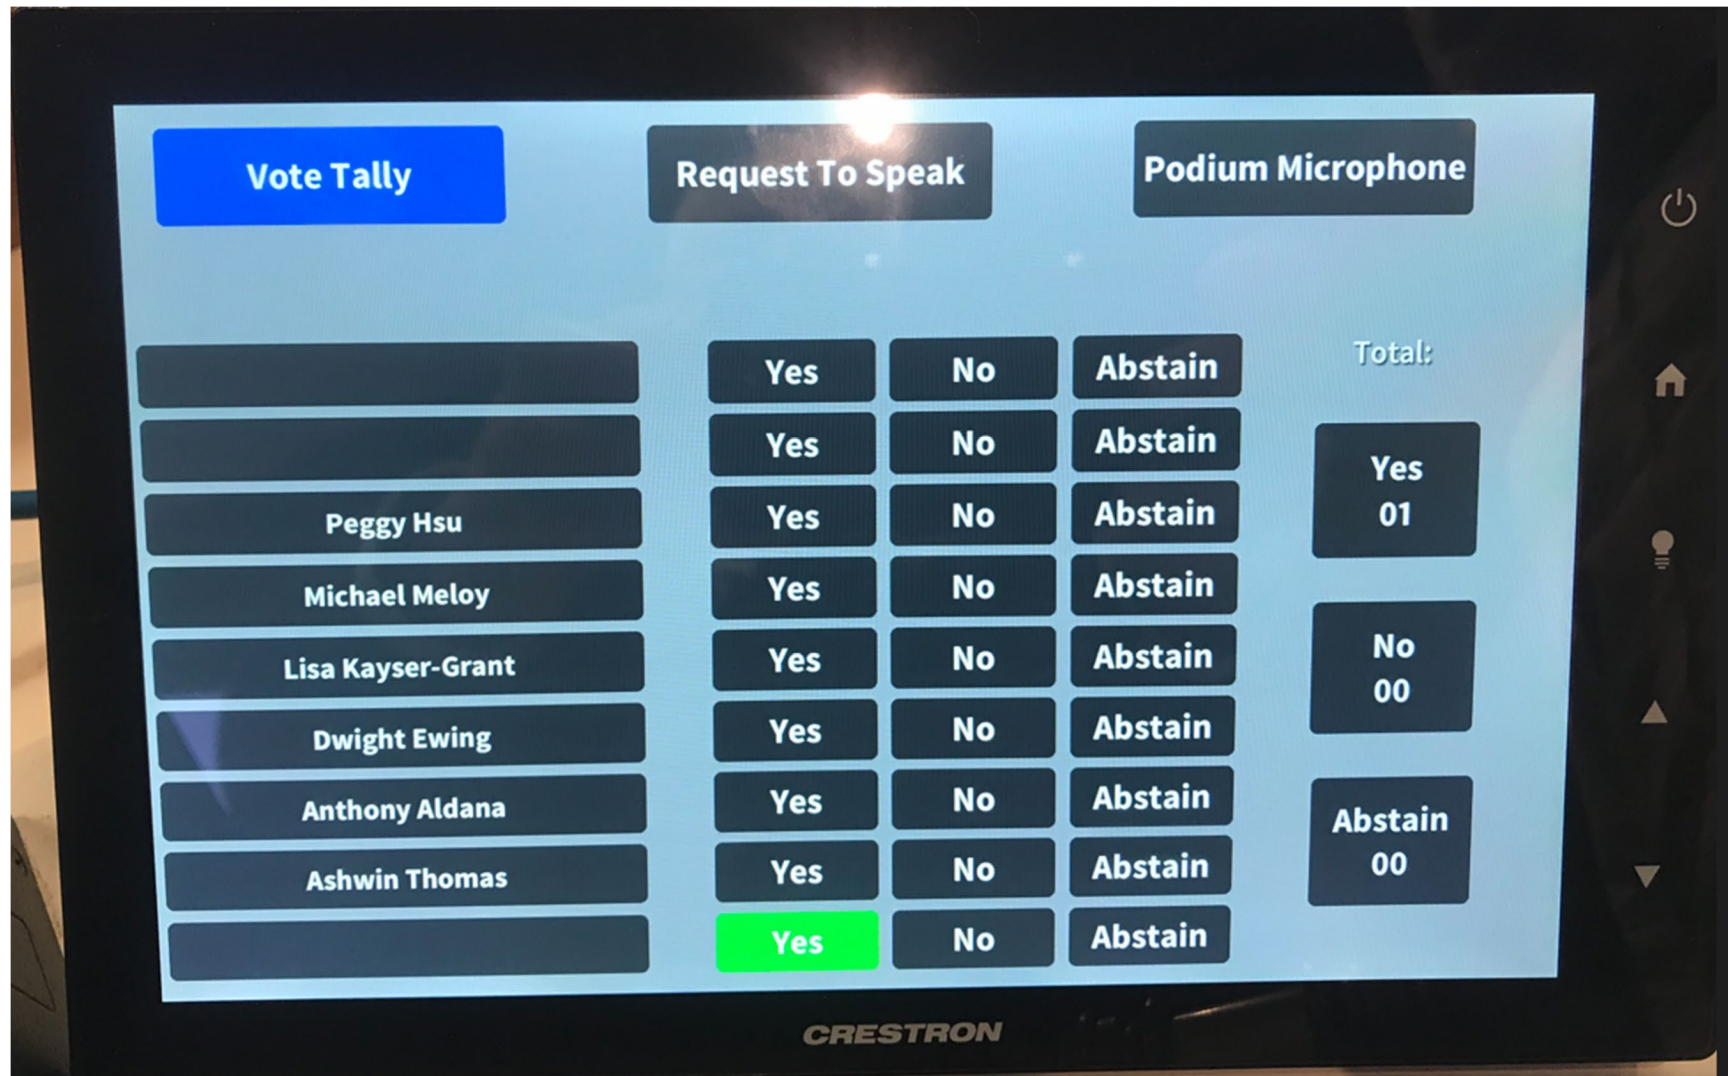 Vote Tally Request To Speak Podium Microphone
Total:
Yes No Abstain
Yes No Abstain
Peggy Hsu Yes No Abstain
Michael Meloy Yes No Abstain
Lisa Kayser-Grant Yes No Abstain
Dwight Ewing Yes No Abstain
Anthony Aldana Yes No Abstain
Ashwin Thomas Yes No Abstain
Yes No Abstain
Yes
01
No
00
Abstain
00
CRESTRON